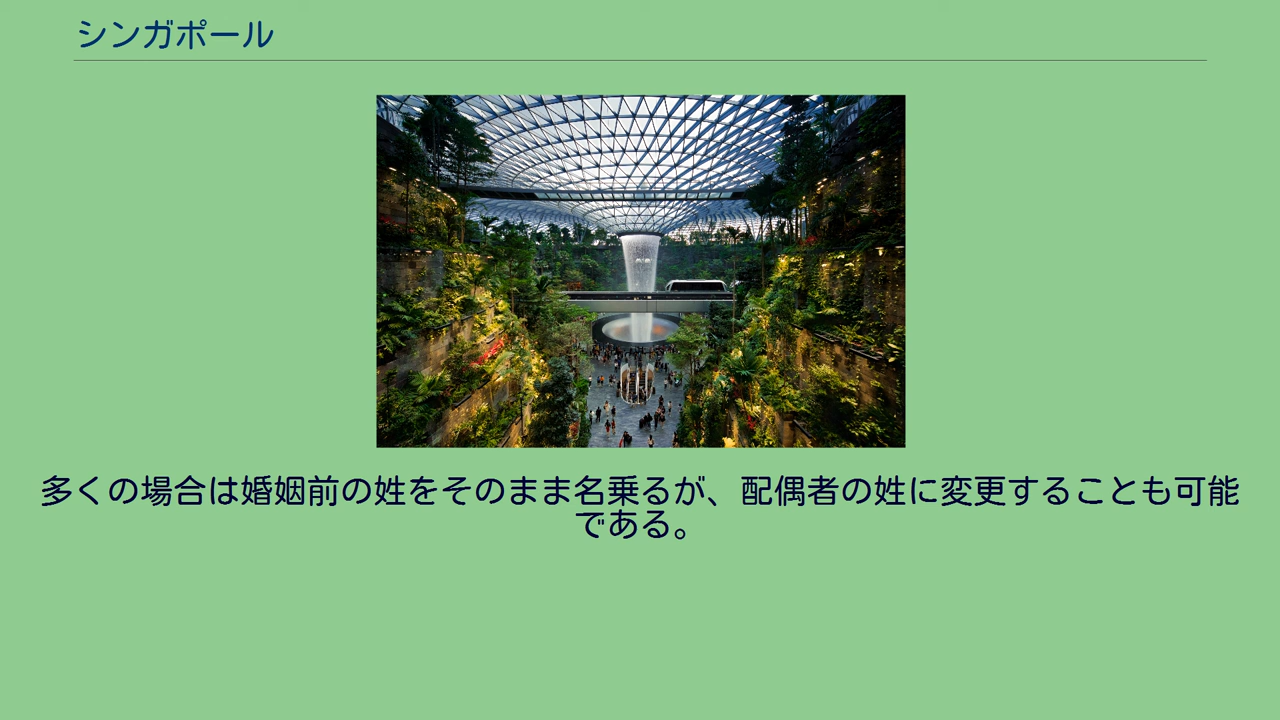 シンガポール
多くの場合は婚姻前の姓をそのまま名乗るが、配偶者の姓に変更することも可能
である。